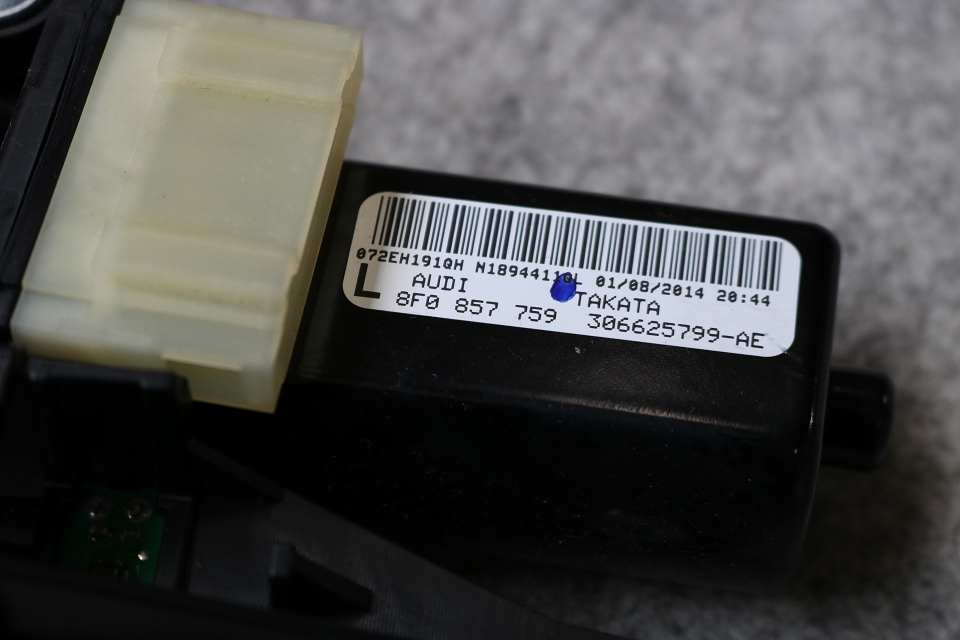 072EH191QH N18944110L 01/08/2014 20:44
L AUDI TAKATA
8F0 857 759 306625799-AE